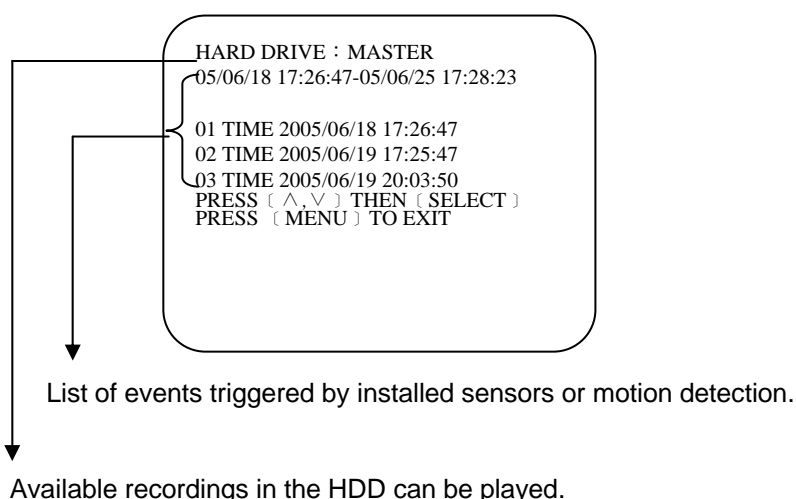 HARD DRIVE：MASTER
05/06/18 17:26:47-05/06/25 17:28:23
01 TIME 2005/06/18 17:26:47
02 TIME 2005/06/19 17:25:47
03 TIME 2005/06/19 20:03:50
PRESS﹝∧,∨﹞THEN﹝SELECT﹞
PRESS ﹝MENU﹞TO EXIT
List of events triggered by installed sensors or motion detection.
Available recordings in the HDD can be played.